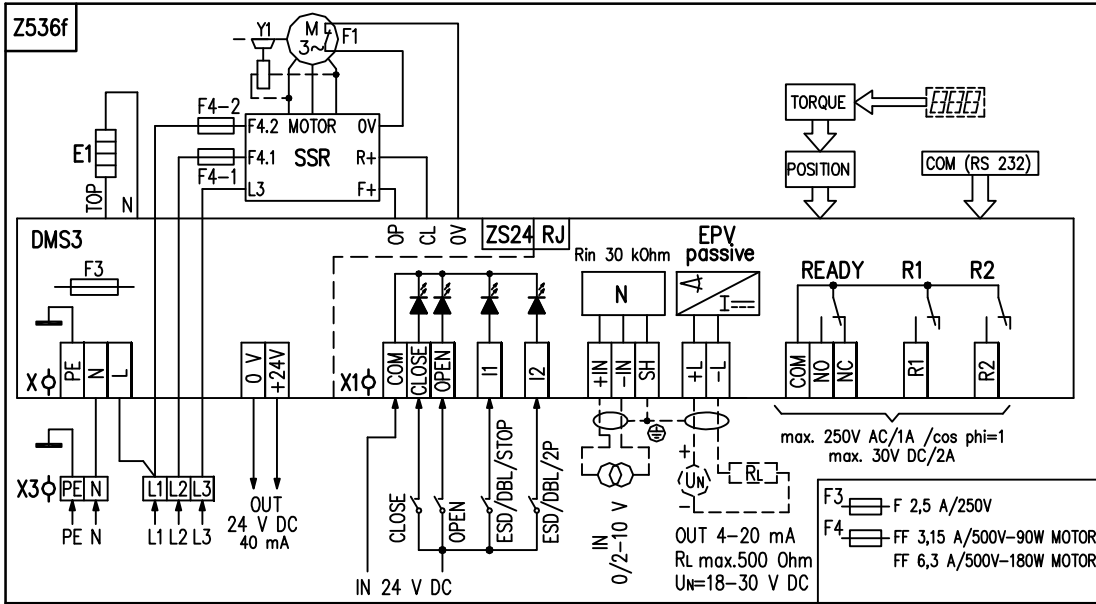 Z536f
Y1
M
3~
F1
F4-2
F4.2 MOTOR 0V
E1
F4.1 SSR R+
F4-1
L3 F+
TOP N
TORQUE
POSITION
COM (RS 232)
DMS3
OP CL 0V
ZS24 RJ
EPV
passive
Rin 30 kOhm
F3
N
I
READY R1 R2
X
PE N L
0 V +24V
X1
COM CLOSE OPEN I1 I2
+IN -IN SH
+L -L
COM NO NC R1 R2
max. 250V AC/1A /cos phi=1
max. 30V DC/2A
X3
PE N L1 L2 L3
PE N L1 L2 L3
OUT
24 V DC
40 mA
CLOSE
OPEN
ESD/DBL/STOP
ESD/DBL/2P
IN 24 V DC
IN
0/2-10 V
+
UN
-
RL
OUT 4-20 mA
RL max.500 Ohm
UN=18-30 V DC
F3 F 2,5 A/250V
F4 FF 3,15 A/500V-90W MOTOR
FF 6,3 A/500V-180W MOTOR